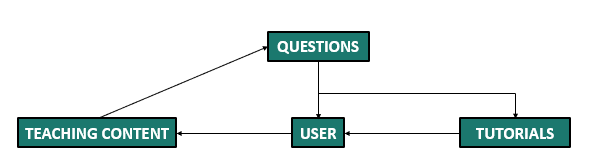 QUESTIONS
TEACHING CONTENT
USER
TUTORIALS